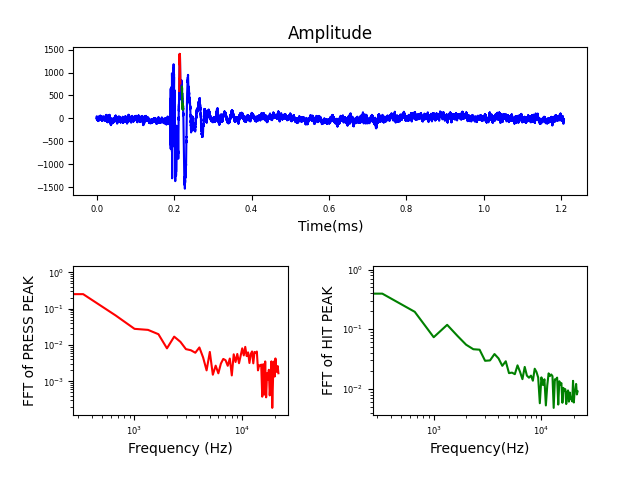 Amplitude
1500
1000
500
0
−500
−1000
−1500
0.0 0.2 0.4 0.6 0.8 1.0 1.2
Time(ms)
FFT of PRESS PEAK
10⁰
10⁻¹
10⁻²
10⁻³
10³ 10⁴
Frequency (Hz)
FFT of HIT PEAK
10⁰
10⁻¹
10⁻²
10³ 10⁴
Frequency(Hz)